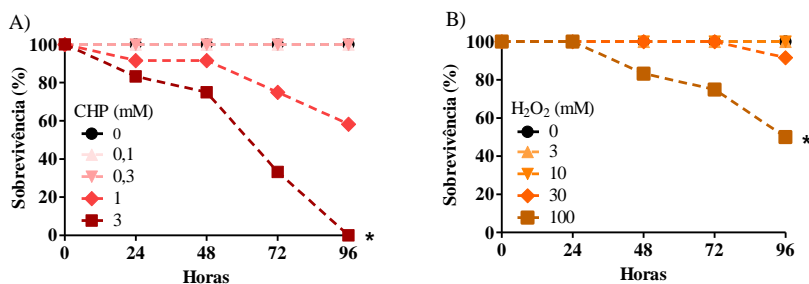 A)
100
80
60
40
20
0
Sobrevivência (%)
CHP (mM)
0
0,1
0,3
1
3
*
0 24 48 72 96
Horas
B)
100
80
60
40
20
0
Sobrevivência (%)
H₂O₂ (mM)
0
3
10
30
100
*
0 24 48 72 96
Horas